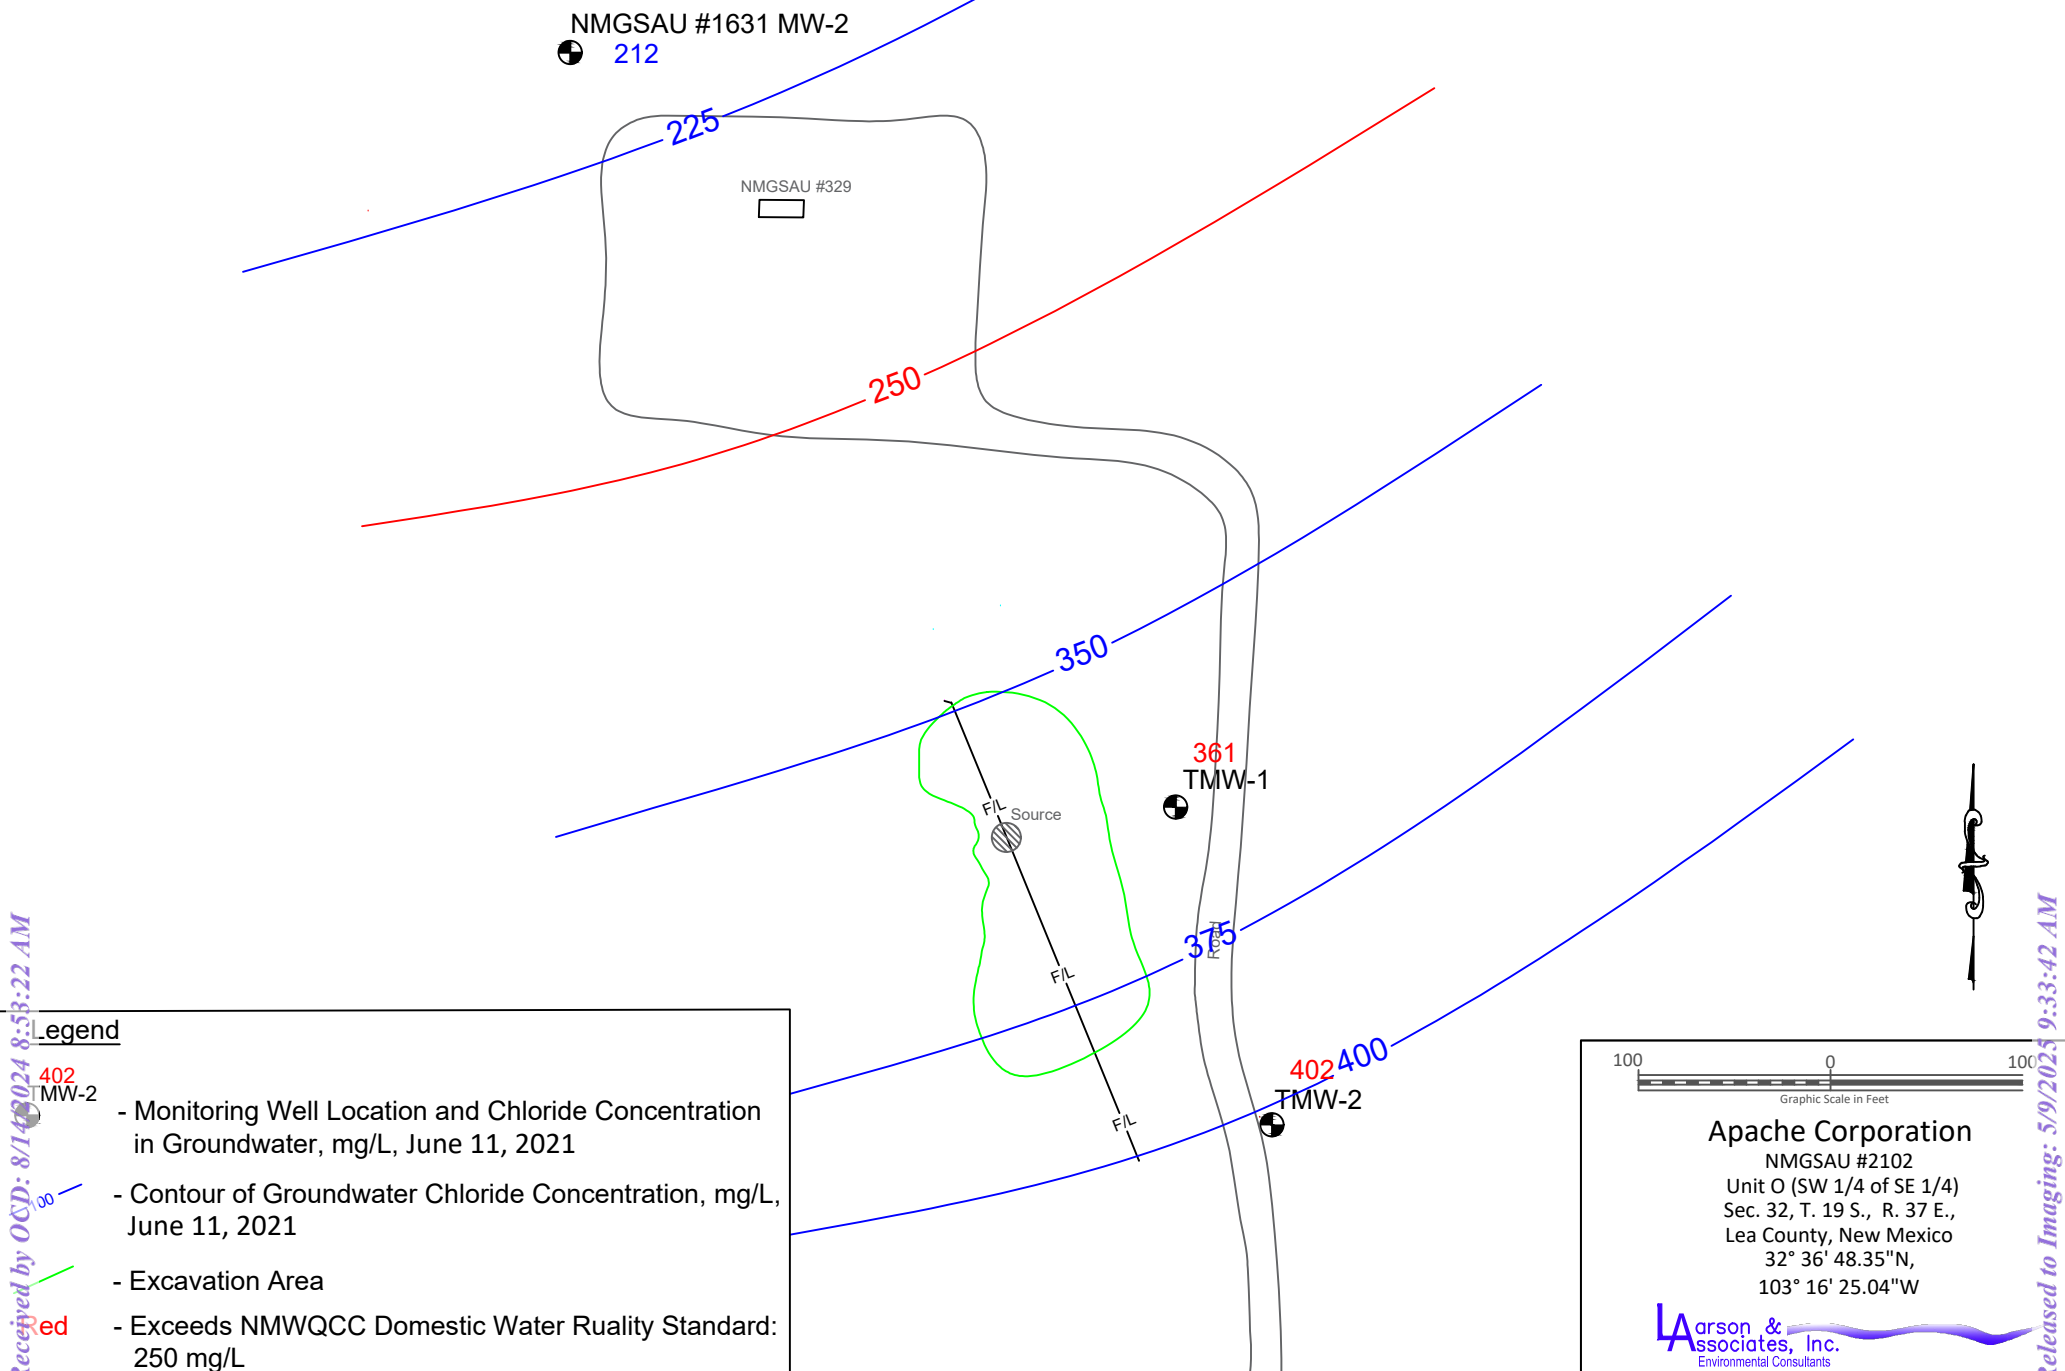 NMGSAU #1631 MW-2
212
225
NMGSAU #329
250
350
361
TMW-1
F/L
Source
375
Road
F/L
402
400
TMW-2
F/L
Legend
402
TMW-2
- Monitoring Well Location and Chloride Concentration
in Groundwater, mg/L, June 11, 2021
100
- Contour of Groundwater Chloride Concentration, mg/L,
June 11, 2021
- Excavation Area
Red
- Exceeds NMWQCC Domestic Water Ruality Standard:
250 mg/L
100 0 100
Graphic Scale in Feet
Apache Corporation
NMGSAU #2102
Unit O (SW 1/4 of SE 1/4)
Sec. 32, T. 19 S., R. 37 E.,
Lea County, New Mexico
32° 36' 48.35"N,
103° 16' 25.04"W
Larson &
Associates, Inc.
Environmental Consultants
Received by OCD: 8/14/2024 8:53:22 AM
Released to Imaging: 5/9/2025 9:33:42 AM